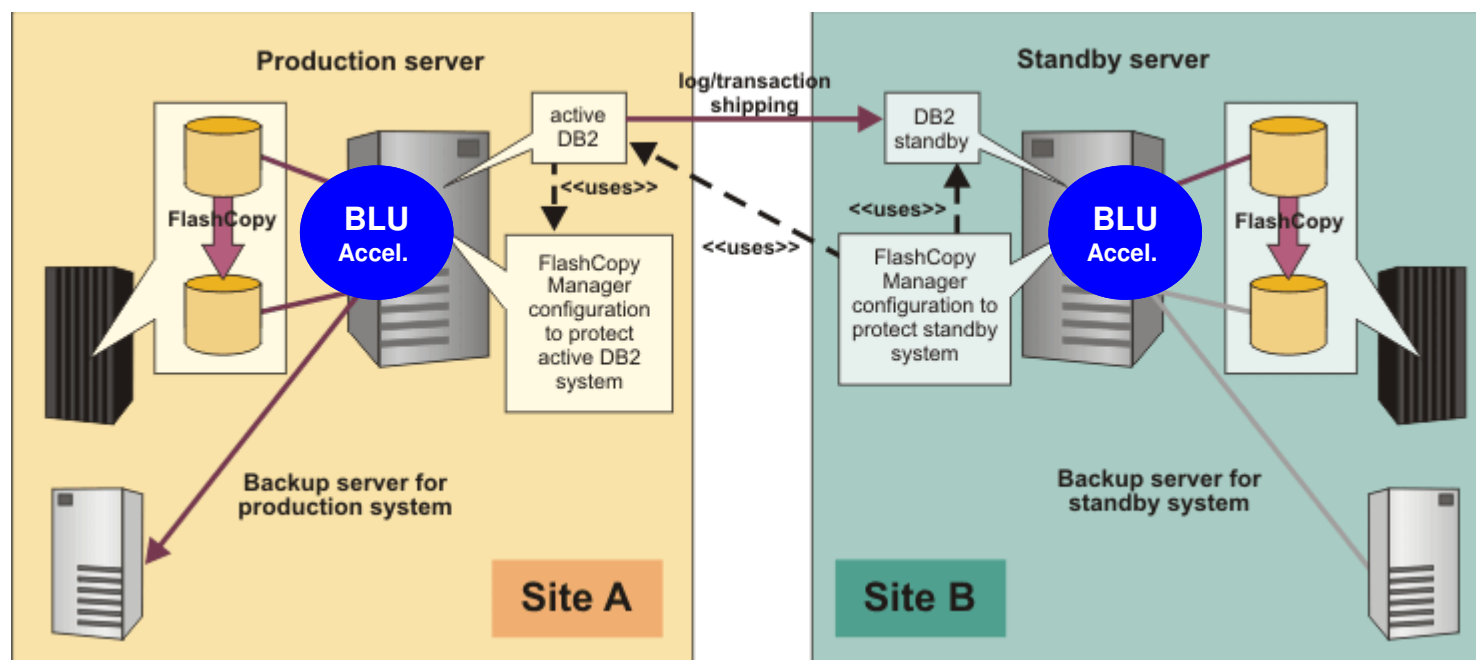 Production server
active
DB2
<<uses>>
FlashCopy
BLU
Accel.
FlashCopy
Manager
configuration
to protect
active DB2
system
Backup server for
production system
Site A
log/transaction
shipping
<<uses>>
Standby server
DB2
standby
<<uses>>
FlashCopy
Manager
configuration to
protect standby
system
BLU
Accel.
FlashCopy
Backup server for
standby system
Site B